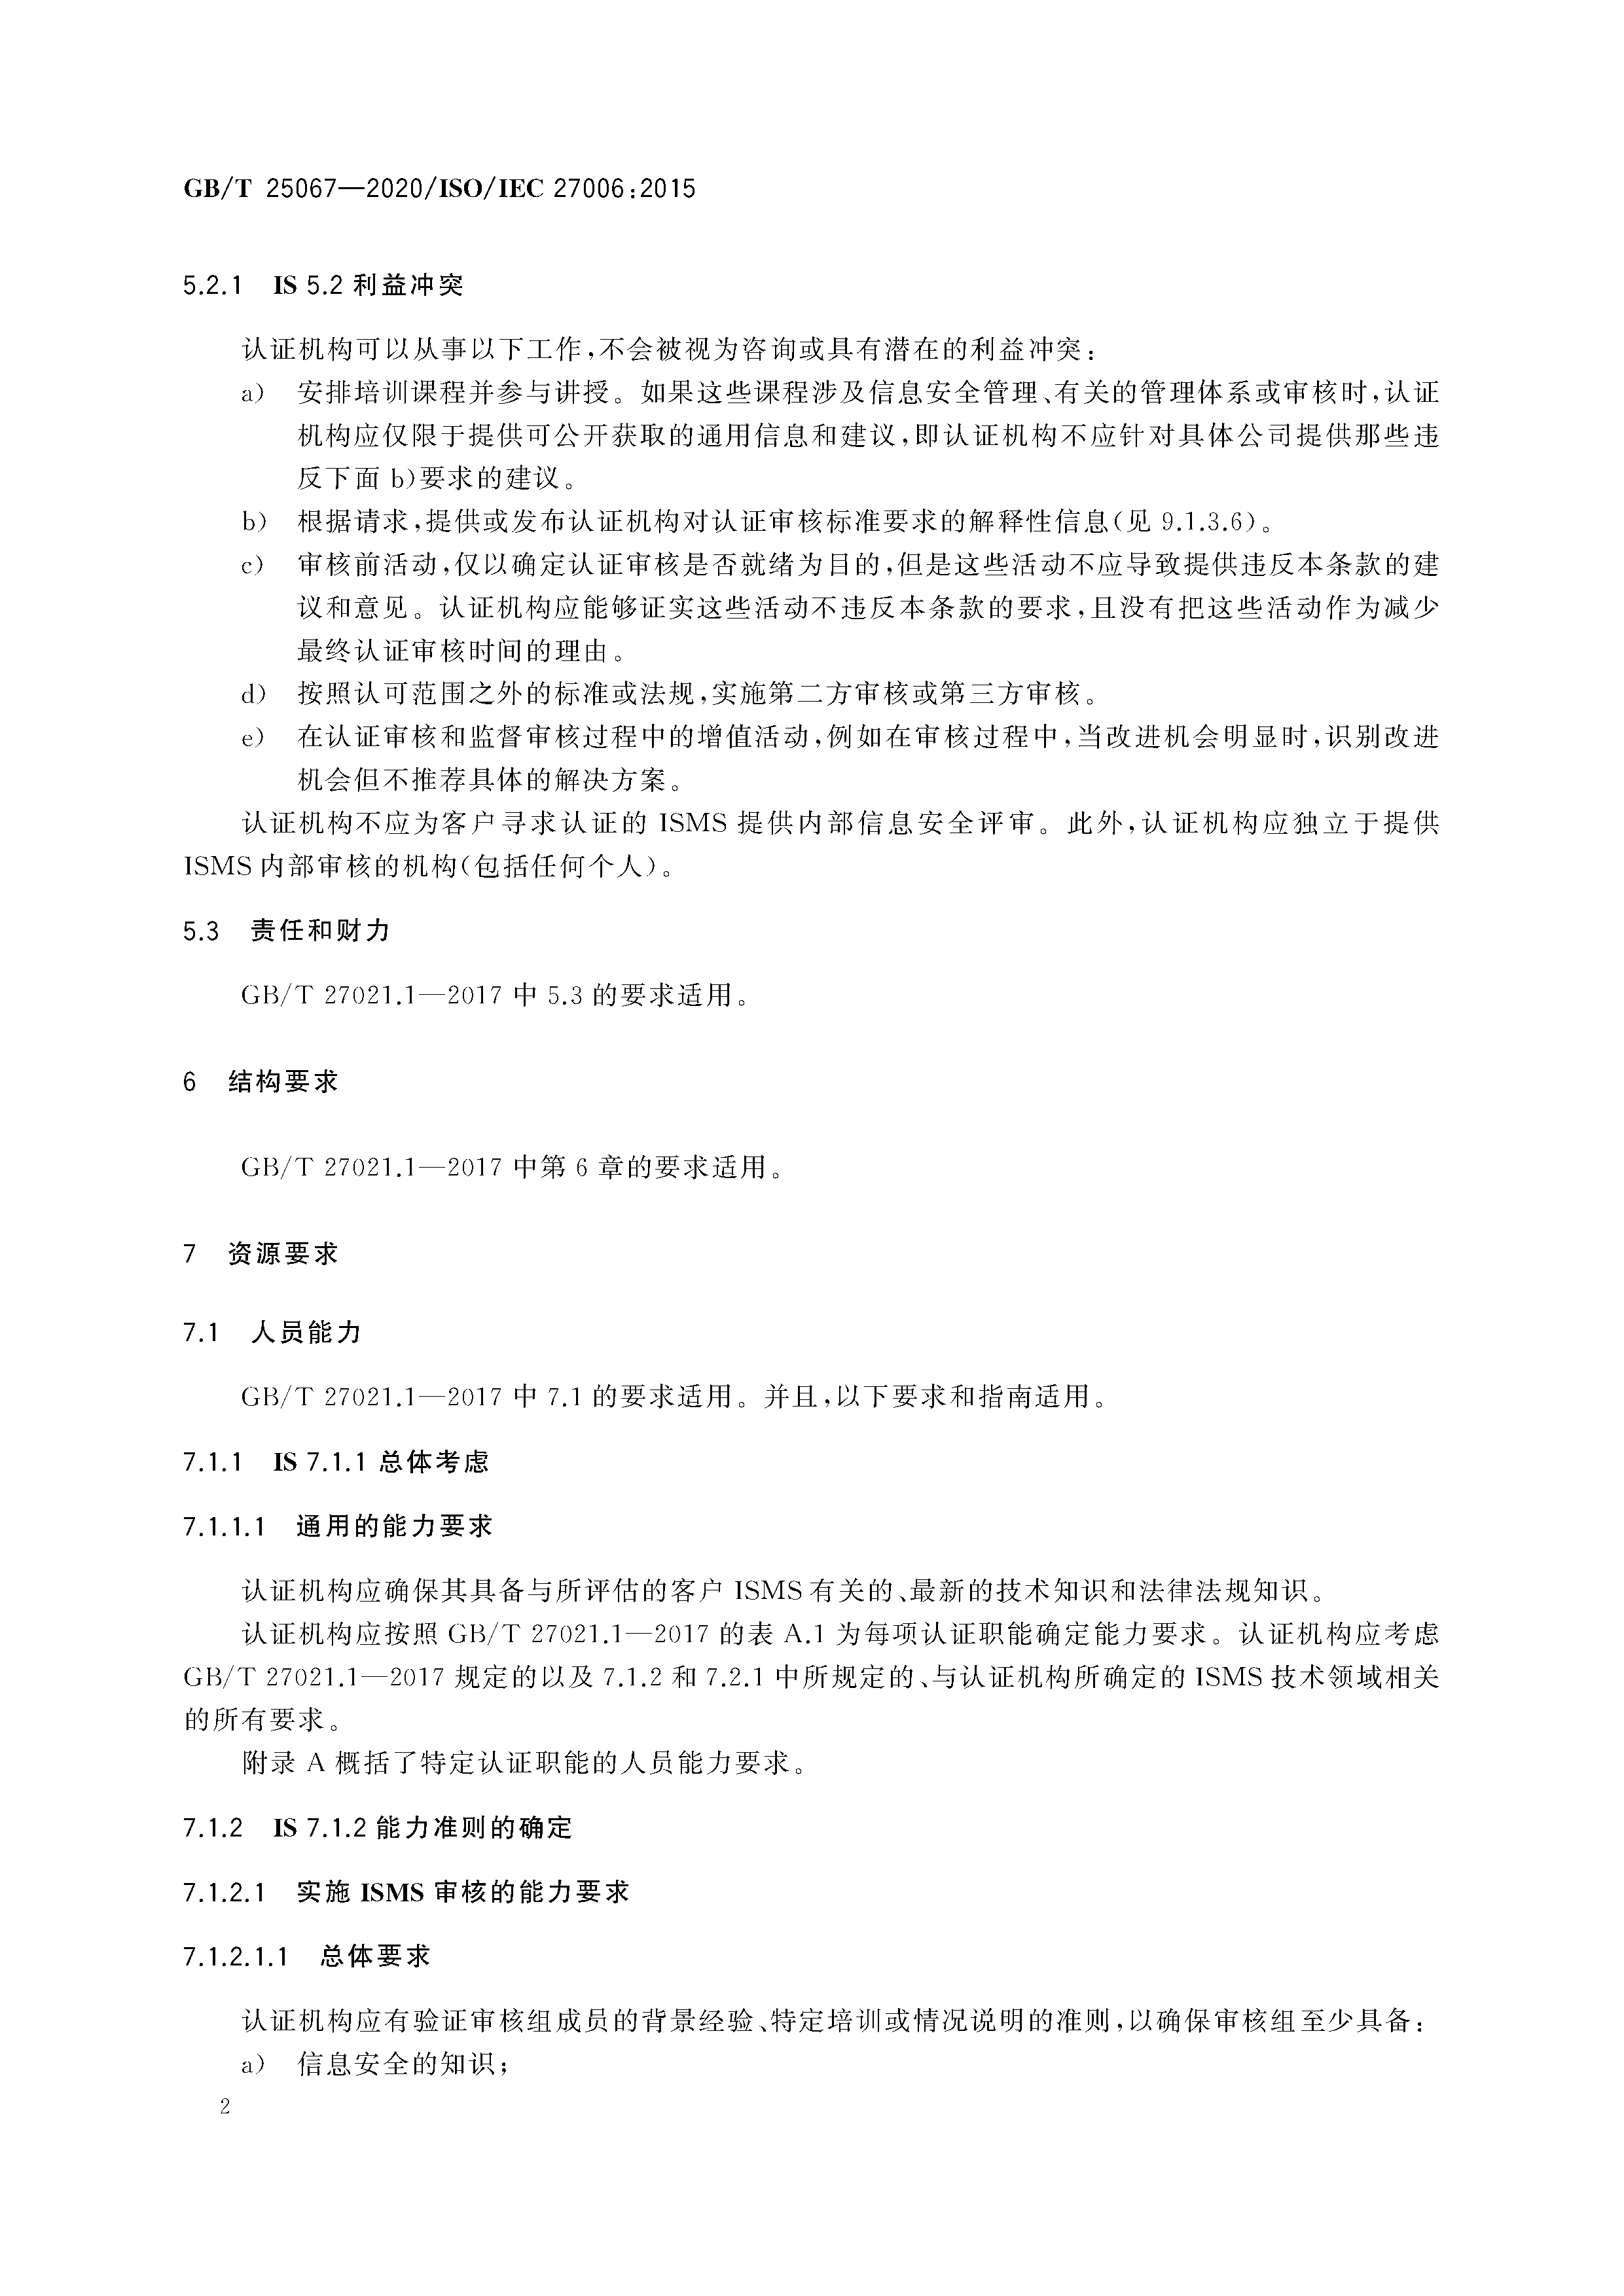 GB/T 25067—2020/ISO/IEC 27006:2015
5.2.1 IS 5.2 利益冲突
认证机构可以从事以下工作,不会被视为咨询或具有潜在的利益冲突:
a) 安排培训课程并参与讲授。如果这些课程涉及信息安全管理、有关的管理体系或审核时,认证
机构应仅限于提供可公开获取的通用信息和建议,即认证机构不应针对具体公司提供那些违
反下面 b)要求的建议。
b) 根据请求,提供或发布认证机构对认证审核标准要求的解释性信息(见 9.1.3.6)。
c) 审核前活动,仅以确定认证审核是否就绪为目的,但是这些活动不应导致提供违反本条款的建
议和意见。认证机构应能够证实这些活动不违反本条款的要求,且没有把这些活动作为减少
最终认证审核时间的理由。
d) 按照认可范围之外的标准或法规,实施第二方审核或第三方审核。
e) 在认证审核和监督审核过程中的增值活动,例如在审核过程中,当改进机会明显时,识别改进
机会但不推荐具体的解决方案。
认证机构不应为客户寻求认证的 ISMS 提供内部信息安全评审。此外,认证机构应独立于提供
ISMS 内部审核的机构(包括任何个人)。
5.3 责任和财力
GB/T 27021.1—2017 中 5.3 的要求适用。
6 结构要求
GB/T 27021.1—2017 中第 6 章的要求适用。
7 资源要求
7.1 人员能力
GB/T 27021.1—2017 中 7.1 的要求适用。并且,以下要求和指南适用。
7.1.1 IS 7.1.1 总体考虑
7.1.1.1 通用的能力要求
认证机构应确保其具备与所评估的客户 ISMS 有关的、最新的技术知识和法律法规知识。
认证机构应按照 GB/T 27021.1—2017 的表 A.1 为每项认证职能确定能力要求。认证机构应考虑
GB/T 27021.1—2017 规定的以及 7.1.2 和 7.2.1 中所规定的、与认证机构所确定的 ISMS 技术领域相关
的所有要求。
附录 A 概括了特定认证职能的人员能力要求。
7.1.2 IS 7.1.2 能力准则的确定
7.1.2.1 实施 ISMS 审核的能力要求
7.1.2.1.1 总体要求
认证机构应有验证审核组成员的背景经验、特定培训或情况说明的准则,以确保审核组至少具备:
a) 信息安全的知识;
2